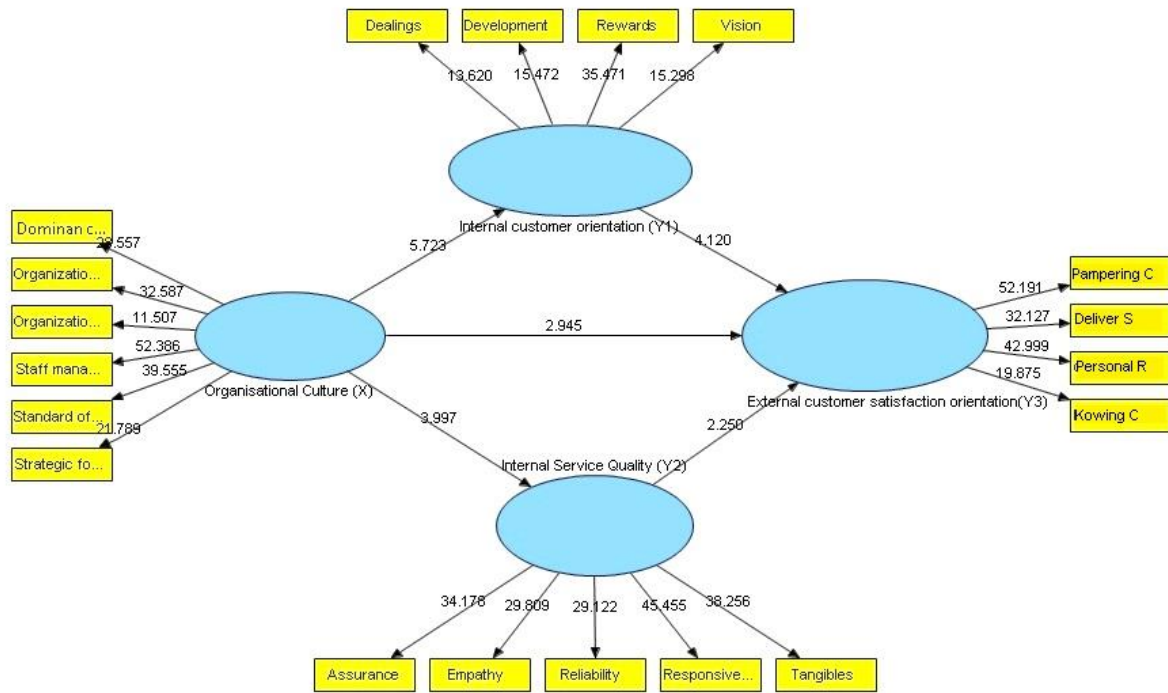 Dealings
Development
Rewards
Vision
13.620
15.472
35.471
15.298
Internal customer orientation (Y1)
Dominan c...
Organizatio...
Organizatio...
Staff mana...
Standard of...
Strategic fo...
32.587
11.507
52.386
39.555
21.789
Organisational Culture (X)
5.723
4.120
2.945
3.997
2.250
Pampering C
Deliver S
Personal R
Kowing C
52.191
32.127
42.999
19.875
External customer satisfaction orientation(Y3)
Internal Service Quality (Y2)
34.178
29.809
29.122
45.455
38.256
Assurance
Empathy
Reliability
Responsive...
Tangibles